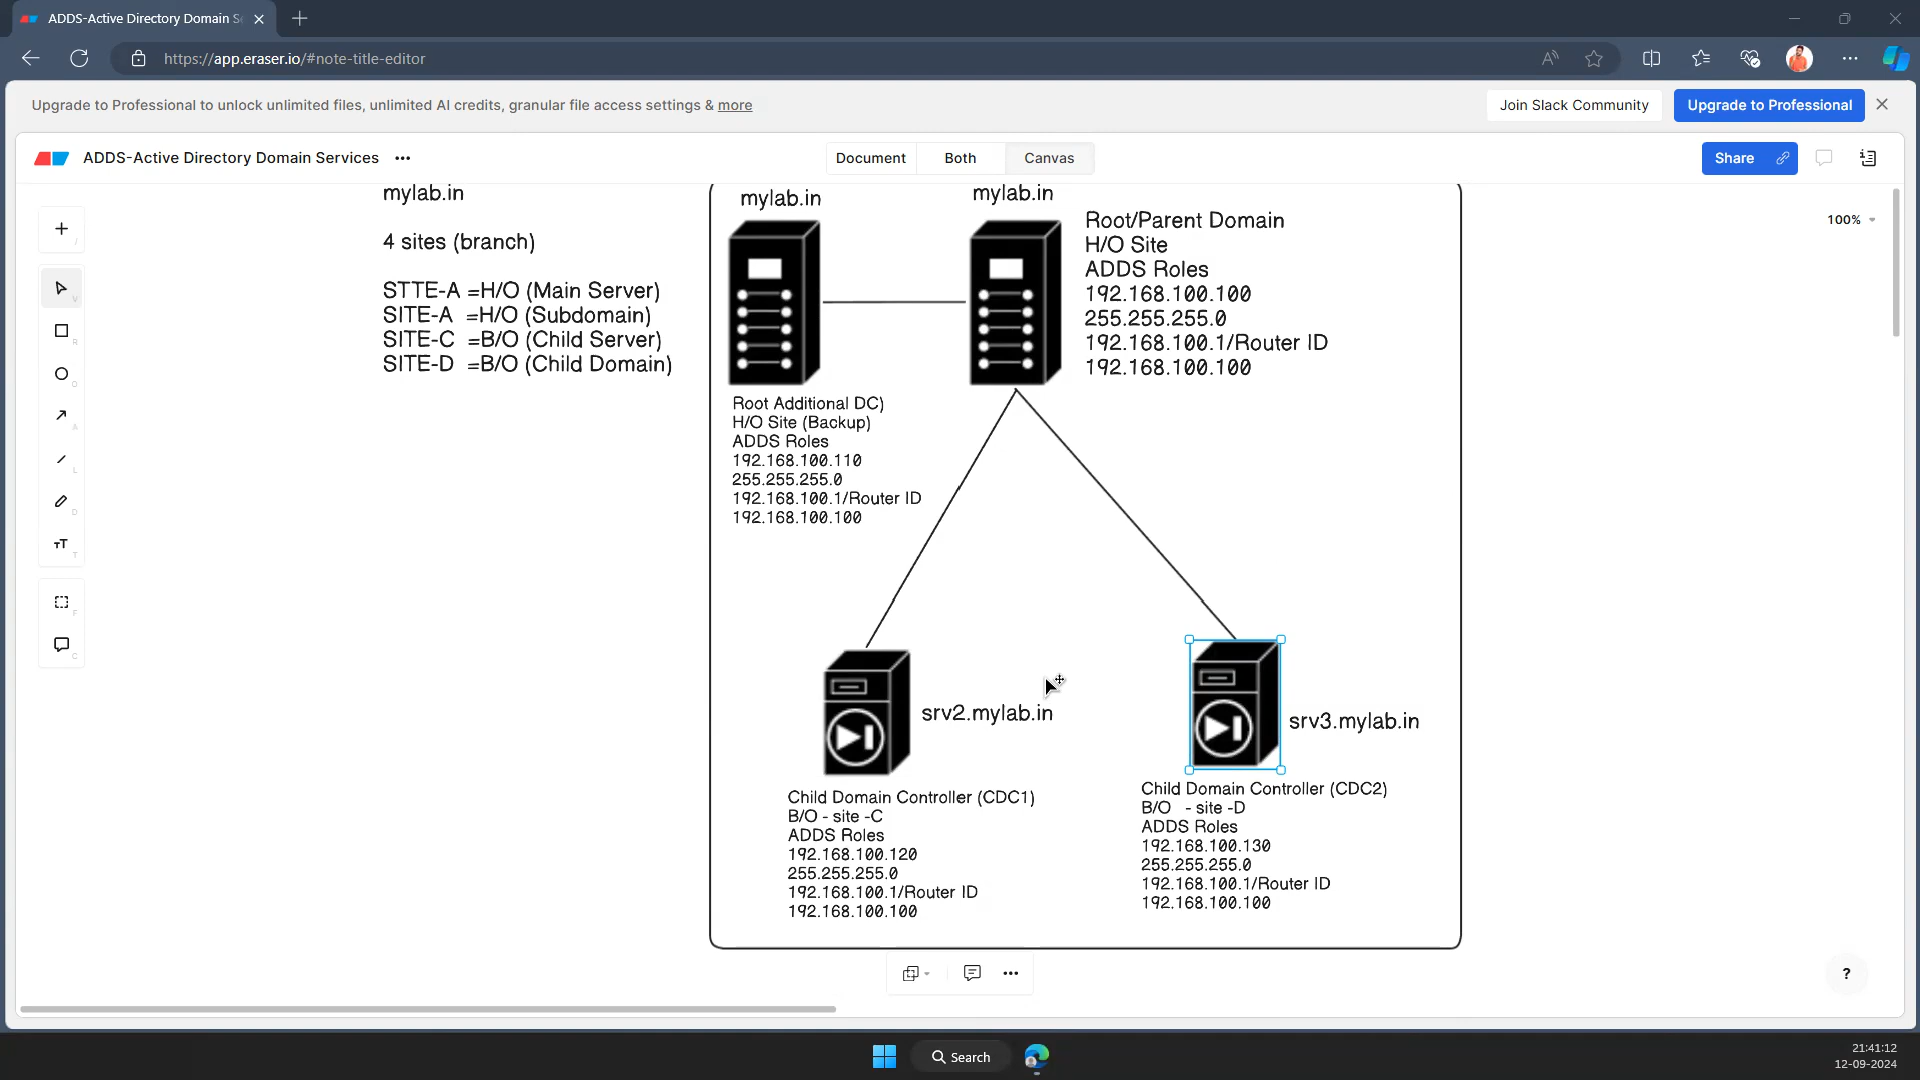 ADDS-Active Directory Domain S
https://app.eraser.io/#note-title-editor
Upgrade to Professional to unlock unlimited files, unlimited AI credits, granular file access settings & more
Join Slack Community
Upgrade to Professional
ADDS-Active Directory Domain Services
Document
Both
Canvas
Share
100%
mylab.in
4 sites (branch)
STTE-A =H/O (Main Server)
SITE-A =H/O (Subdomain)
SITE-C =B/O (Child Server)
SITE-D =B/O (Child Domain)
mylab.in
mylab.in
Root/Parent Domain
H/O Site
ADDS Roles
192.168.100.100
255.255.255.0
192.168.100.1/Router ID
192.168.100.100
Root Additional DC)
H/O Site (Backup)
ADDS Roles
192.168.100.110
255.255.255.0
192.168.100.1/Router ID
192.168.100.100
srv2.mylab.in
srv3.mylab.in
Child Domain Controller (CDC1)
B/O - site -C
ADDS Roles
192.168.100.120
255.255.255.0
192.168.100.1/Router ID
192.168.100.100
Child Domain Controller (CDC2)
B/O - site -D
ADDS Roles
192.168.100.130
255.255.255.0
192.168.100.1/Router ID
192.168.100.100
/
V
R
O
A
L
D
T
F
C
?
Search
21:41:12
12-09-2024